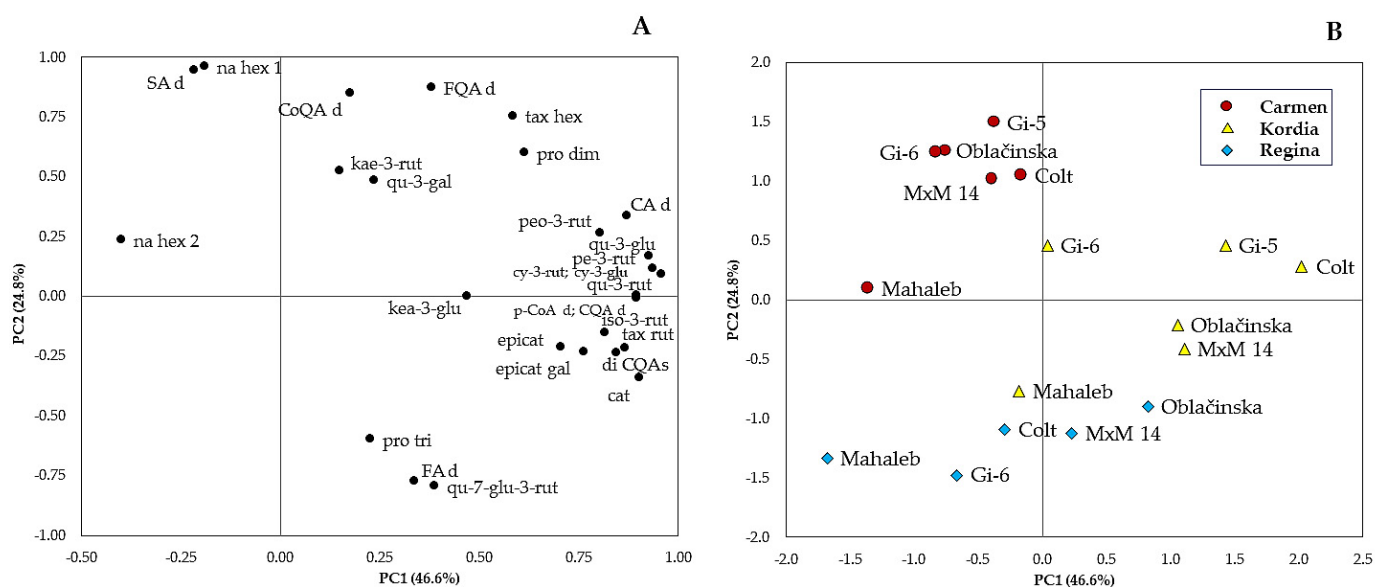 A
1.00
0.75
0.50
0.25
0.00
-0.25
-0.50
-0.75
-1.00
PC2 (24.8%)
SA d
na hex 1
CoQA d
FQA d
tax hex
pro dim
kae-3-rut
qu-3-gal
CA d
peo-3-rut
na hex 2
qu-3-glu
pe-3-rut
cy-3-rut; cy-3-glu
qu-3-rut
kea-3-glu
p-CoA d; CQA d
iso-3-rut
tax rut
epicat
epicat gal
di CQAs
cat
pro tri
FA d
qu-7-glu-3-rut
-0.50
-0.25
0.00
0.25
0.50
0.75
1.00
PC1 (46.6%)
B
2.0
1.5
1.0
0.5
0.0
-0.5
-1.0
-1.5
-2.0
PC2 (24.8%)
Carmen
Kordia
Regina
Gi-5
Gi-6
Oblačinska
MxM 14
Colt
Gi-6
Gi-5
Colt
Mahaleb
Oblačinska
MxM 14
Mahaleb
Oblačinska
Colt
MxM 14
Mahaleb
Gi-6
-2.0
-1.5
-1.0
-0.5
0.0
0.5
1.0
1.5
2.0
2.5
PC1 (46.6%)